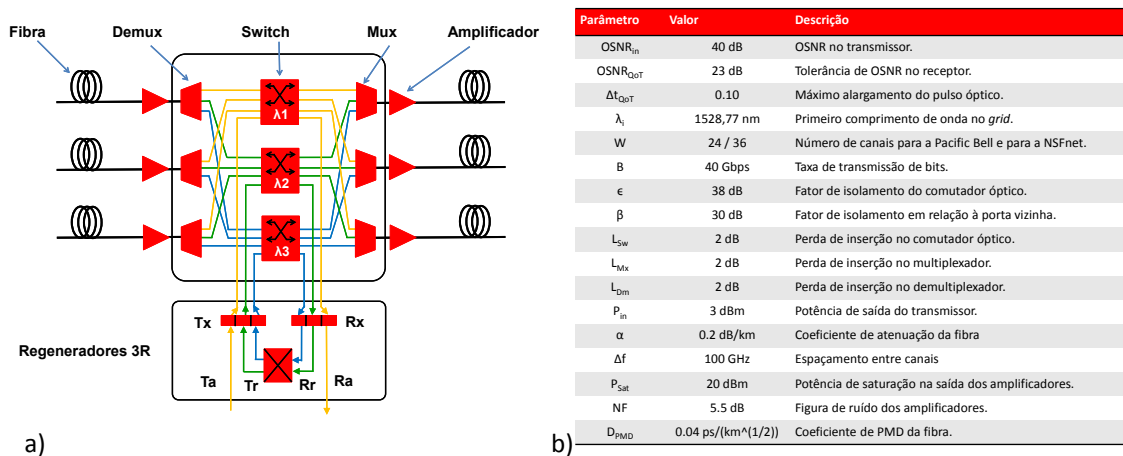 Fibra Demux Switch Mux Amplificador
λ1
λ2
λ3
Tx Rx
Regeneradores 3R
Ta Tr Rr Ra
a)
Parâmetro Valor Descrição
OSNRin 40 dB OSNR no transmissor.
OSNRQoT 23 dB Tolerância de OSNR no receptor.
ΔtQoT 0.10 Máximo alargamento do pulso óptico.
λi 1528,77 nm Primeiro comprimento de onda no grid.
W 24 / 36 Número de canais para a Pacific Bell e para a NSFnet.
B 40 Gbps Taxa de transmissão de bits.
ϵ 38 dB Fator de isolamento do comutador óptico.
β 30 dB Fator de isolamento em relação à porta vizinha.
LSw 2 dB Perda de inserção no comutador óptico.
LMx 2 dB Perda de inserção no multiplexador.
LDm 2 dB Perda de inserção no demultiplexador.
Pin 3 dBm Potência de saída do transmissor.
α 0.2 dB/km Coeficiente de atenuação da fibra
Δf 100 GHz Espaçamento entre canais
PSat 20 dBm Potência de saturação na saída dos amplificadores.
NF 5.5 dB Figura de ruído dos amplificadores.
DPMD 0.04 ps/(km^(1/2)) Coeficiente de PMD da fibra.
b)